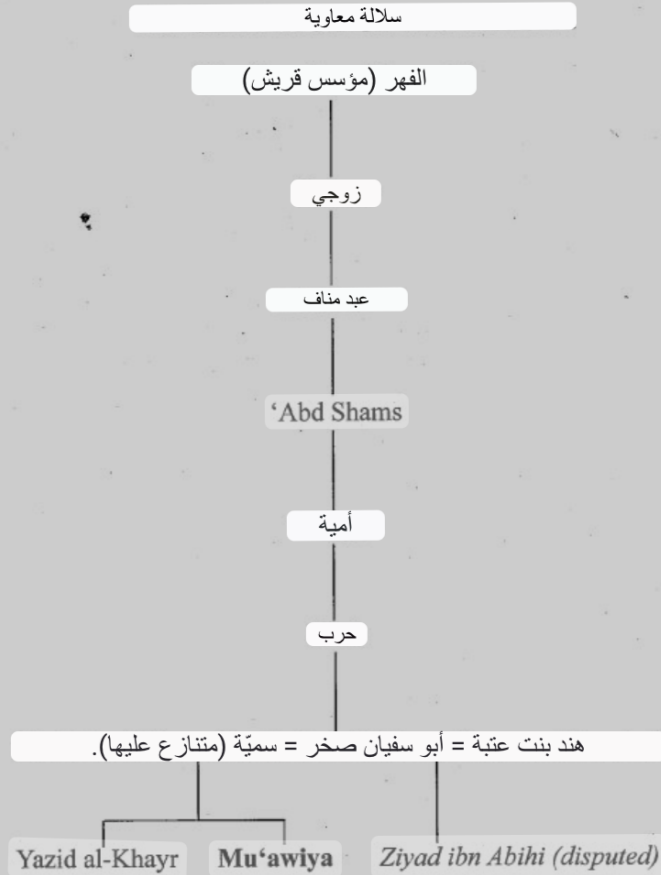 سلالة معاوية
الفهر (مؤسس قريش)
زوجي
عبد مناف
‘Abd Shams
أمية
حرب
هند بنت عتبة = أبو سفيان صخر = سميّة (متنازع عليها).
Yazid al-Khayr Mu‘awiya Ziyad ibn Abihi (disputed)